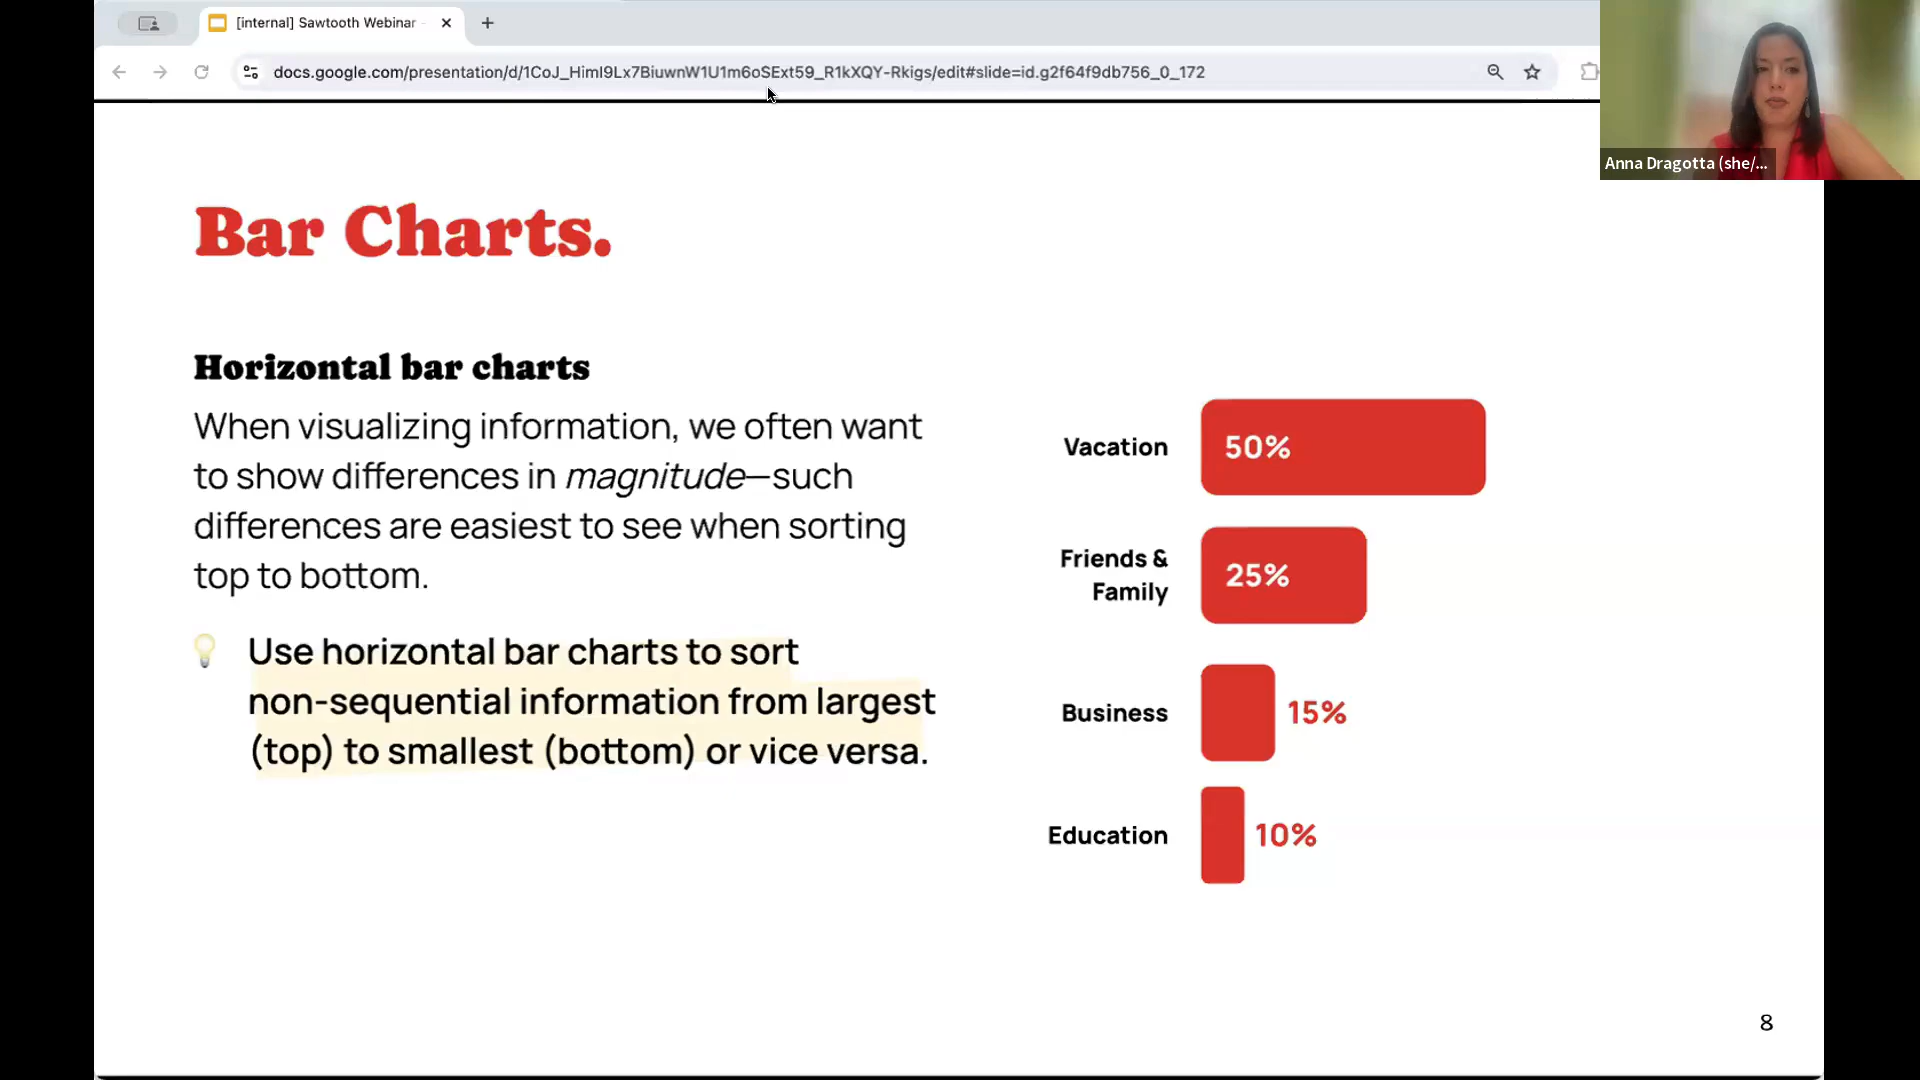 [internal] Sawtooth Webinar
docs.google.com/presentation/d/1CoJ_HimI9Lx7BiuwnW1U1m6oSExt59_R1kXQY-Rkigs/edit#slide=id.g2f64f9db756_0_172
Anna Dragotta (she/...
Bar Charts.
Horizontal bar charts
When visualizing information, we often want
to show differences in magnitude—such
differences are easiest to see when sorting
top to bottom.
Use horizontal bar charts to sort
non-sequential information from largest
(top) to smallest (bottom) or vice versa.
Vacation
50%
Friends &
Family
25%
Business
15%
Education
10%
8